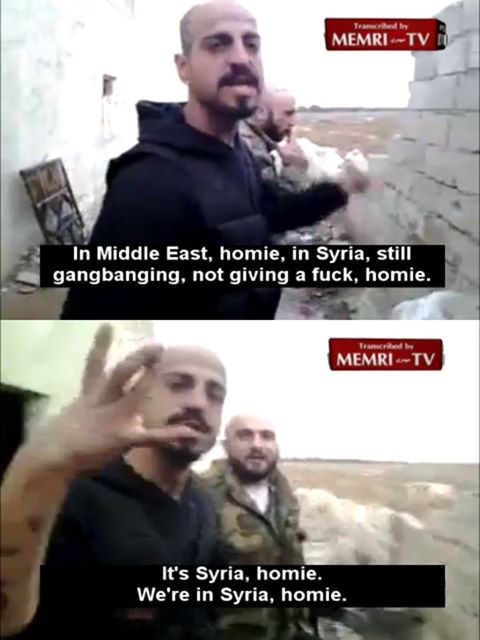 Transcribed by
MEMRI TV
In Middle East, homie, in Syria, still
gangbanging, not giving a fuck, homie.
Transcribed by
MEMRI TV
It's Syria, homie.
We're in Syria, homie.